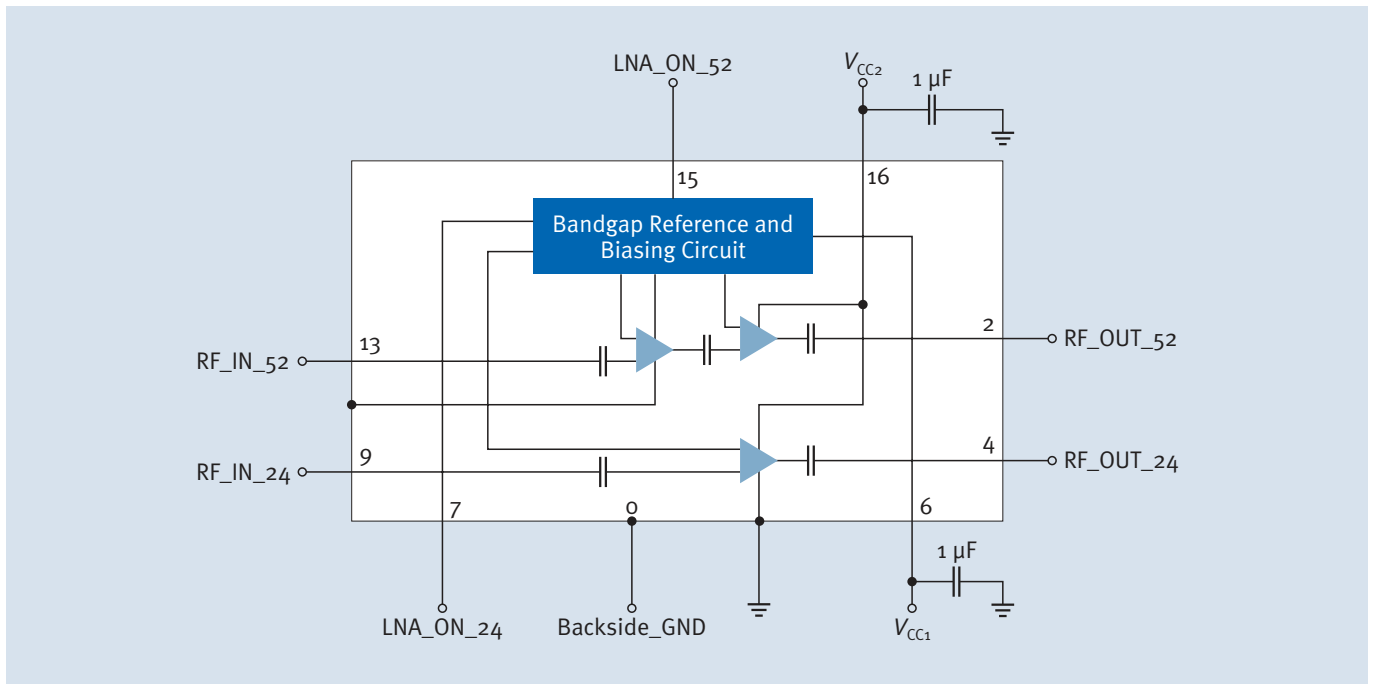 LNA_ON_52
VCC2
1 µF
15
16
Bandgap Reference and
Biasing Circuit
13
2
RF_IN_52
RF_OUT_52
9
4
RF_IN_24
RF_OUT_24
7
0
6
1 µF
LNA_ON_24
Backside_GND
VCC1